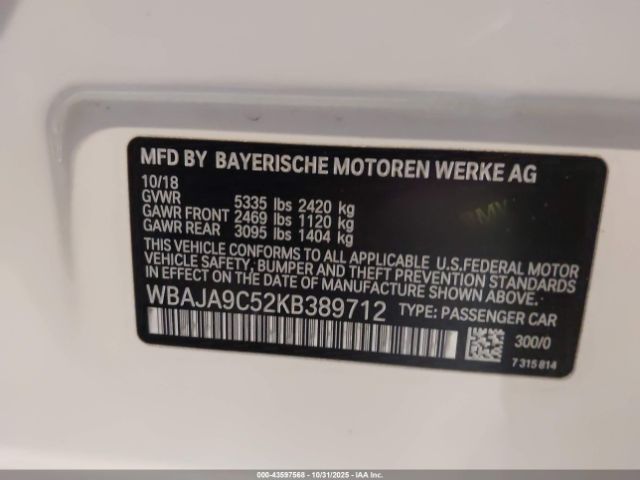 MFD BY BAYERISCHE MOTOREN WERKE AG
10/18
GVWR 5335 lbs 2420 kg
GAWR FRONT 2469 lbs 1120 kg
GAWR REAR 3095 lbs 1404 kg
THIS VEHICLE CONFORMS TO ALL APPLICABLE U.S.FEDERAL MOTOR
VEHICLE SAFETY, BUMPER, AND THEFT PREVENTION STANDARDS
IN EFFECT ON THE DATE OF MANUFACTURE SHOWN ABOVE.
WBAJA9C52KB389712 TYPE: PASSENGER CAR
300/0
7 315 814
000-43597568 - 10/31/2025 - IAA Inc.